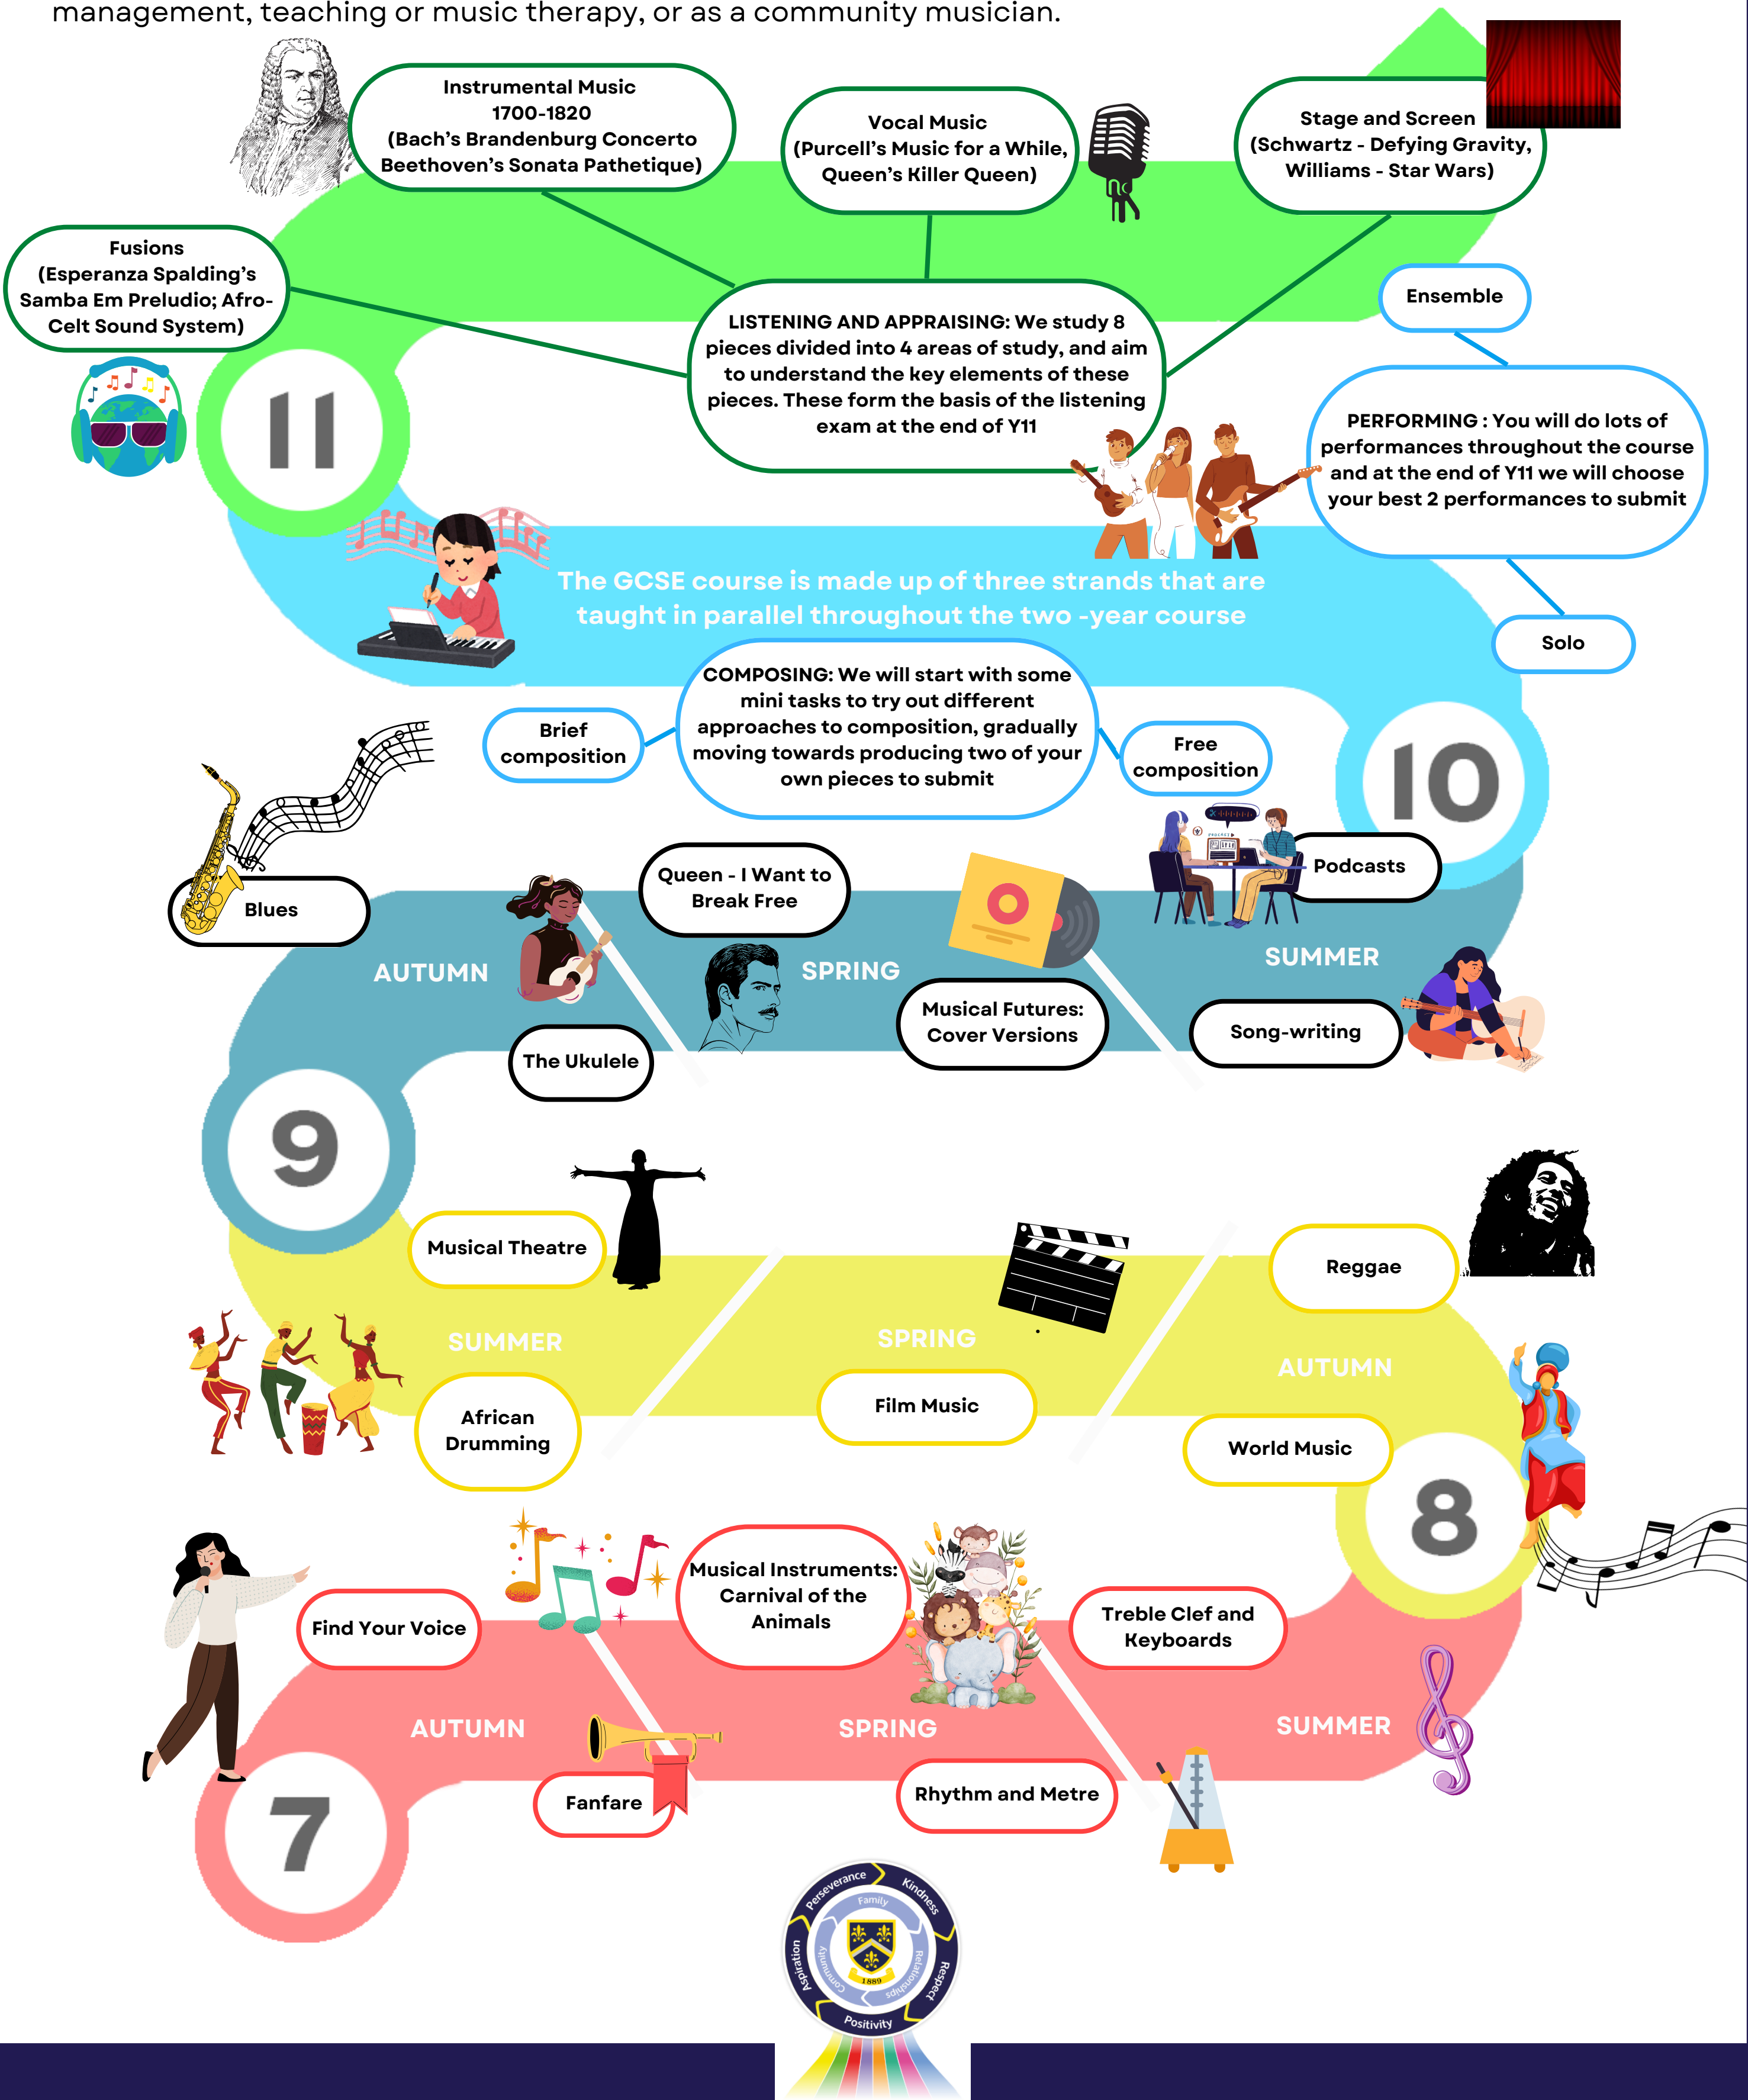 management, teaching or music therapy, or as a community musician.
Instrumental Music
1700-1820
(Bach's Brandenburg Concerto
Beethoven's Sonata Pathetique)
Vocal Music
(Purcell's Music for a While,
Queen's Killer Queen)
Stage and Screen
(Schwartz - Defying Gravity,
Williams - Star Wars)
Fusions
(Esperanza Spalding's
Samba Em Preludio; Afro-
Celt Sound System)
Ensemble
LISTENING AND APPRAISING: We study 8
pieces divided into 4 areas of study, and aim
to understand the key elements of these
pieces. These form the basis of the listening
exam at the end of Y11
11
PERFORMING : You will do lots of
performances throughout the course
and at the end of Y11 we will choose
your best 2 performances to submit
The GCSE course is made up of three strands that are
taught in parallel throughout the two -year course
Solo
COMPOSING: We will start with some
mini tasks to try out different
approaches to composition, gradually
moving towards producing two of your
own pieces to submit
Brief
composition
Free
composition
10
Podcasts
Queen - I Want to
Break Free
Blues
AUTUMN
SPRING
SUMMER
Musical Futures:
Cover Versions
Song-writing
The Ukulele
9
Musical Theatre
Reggae
SUMMER
SPRING
AUTUMN
African
Drumming
Film Music
World Music
8
Musical Instruments:
Carnival of the
Animals
Find Your Voice
Treble Clef and
Keyboards
AUTUMN
SPRING
SUMMER
Fanfare
Rhythm and Metre
7
Perseverance
Kindness
Respect
Positivity
Aspiration
Family
Relationships
Community
1889